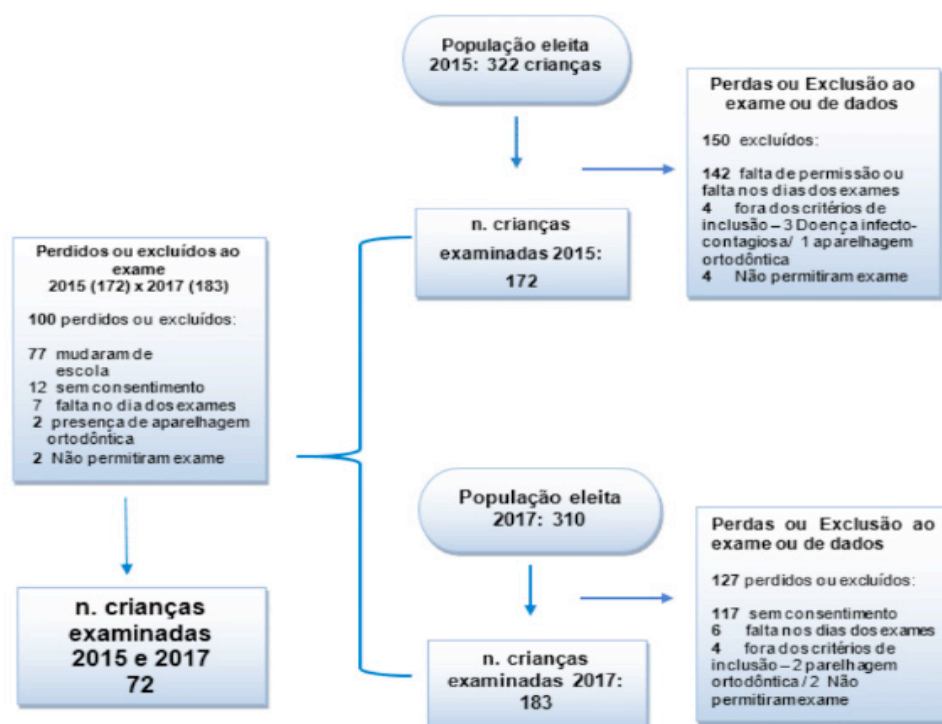 População eleita
2015: 322 crianças
Perdas ou Exclusão ao
exame ou de dados
150 excluídos:
142 falta de permissão ou
falta nos dias dos exames
4 fora dos critérios de
inclusão – 3 Doença infecto-
contagiosa/ 1 aparelhagem
ortodôntica
4 Não permitiram exame
n. crianças
examinadas 2015:
172
Perdidos ou excluídos ao
exame
2015 (172) x 2017 (183)
100 perdidos ou excluídos:
77 mudaram de
escola
12 sem consentimento
7 falta no dia dos exames
2 presença de aparelhagem
ortodôntica
2 Não permitiram exame
n. crianças
examinadas
2015 e 2017
72
População eleita
2017: 310
Perdas ou Exclusão ao
exame ou de dados
127 perdidos ou excluídos:
117 sem consentimento
6 falta nos dias dos exames
4 fora dos critérios de
inclusão – 2 parelhagem
ortodôntica / 2 Não
permitiram exame
n. crianças
examinadas 2017:
183